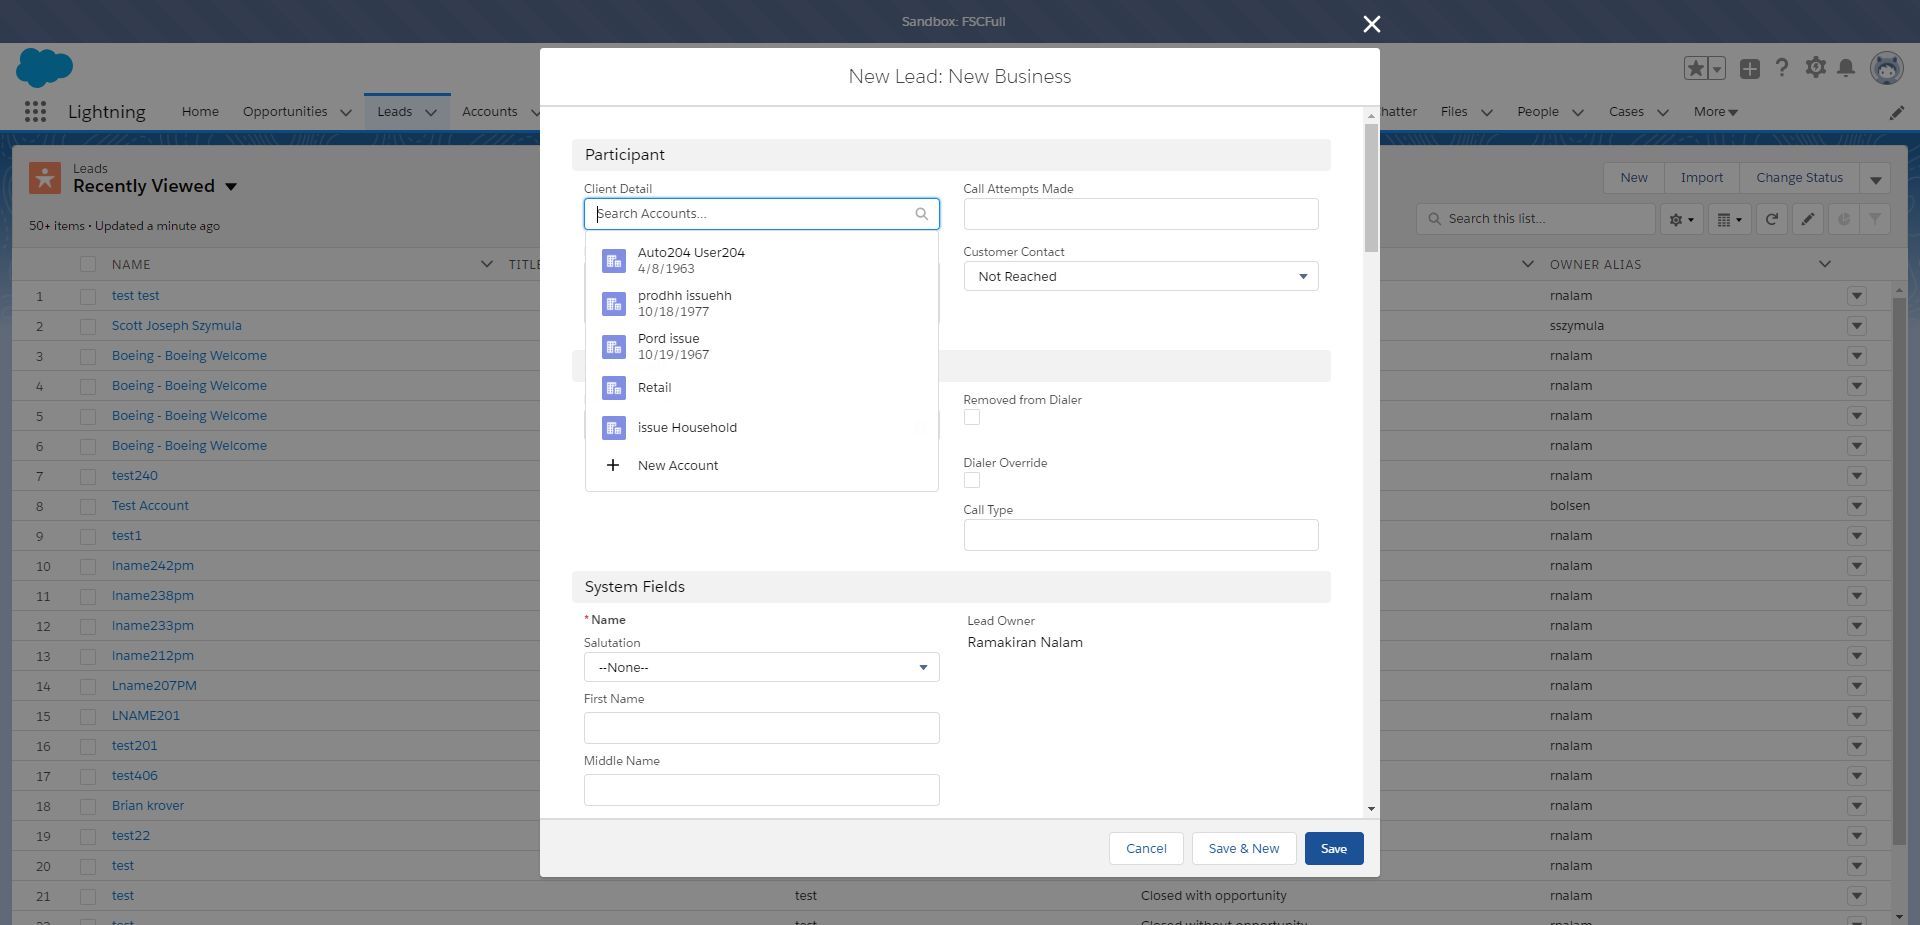 Sandbox: FSCFull
Lightning
Home
Opportunities
Leads
Accounts
Files
People
Cases
More
Leads
Recently Viewed
50+ items • Updated a minute ago
New
Import
Change Status
Search this list...
NAME
OWNER ALIAS
1 test test rnalam
2 Scott Joseph Szymula sszymula
3 Boeing - Boeing Welcome rnalam
4 Boeing - Boeing Welcome rnalam
5 Boeing - Boeing Welcome rnalam
6 Boeing - Boeing Welcome rnalam
7 test240 rnalam
8 Test Account bolsen
9 test1 rnalam
10 lname242pm rnalam
11 lname238pm rnalam
12 lname233pm rnalam
13 lname212pm rnalam
14 Lname207PM rnalam
15 LNAME201 rnalam
16 test201 rnalam
17 test406 rnalam
18 Brian krover rnalam
19 test22 rnalam
20 test rnalam
21 test test Closed with opportunity rnalam
New Lead: New Business
Participant
Client Detail
Search Accounts...
Auto204 User204
4/8/1963
prodhh issuehh
10/18/1977
Pord issue
10/19/1967
Retail
issue Household
New Account
Call Attempts Made
Customer Contact
Not Reached
Removed from Dialer
Dialer Override
Call Type
System Fields
* Name
Salutation
--None--
First Name
Middle Name
Lead Owner
Ramakiran Nalam
Cancel
Save & New
Save